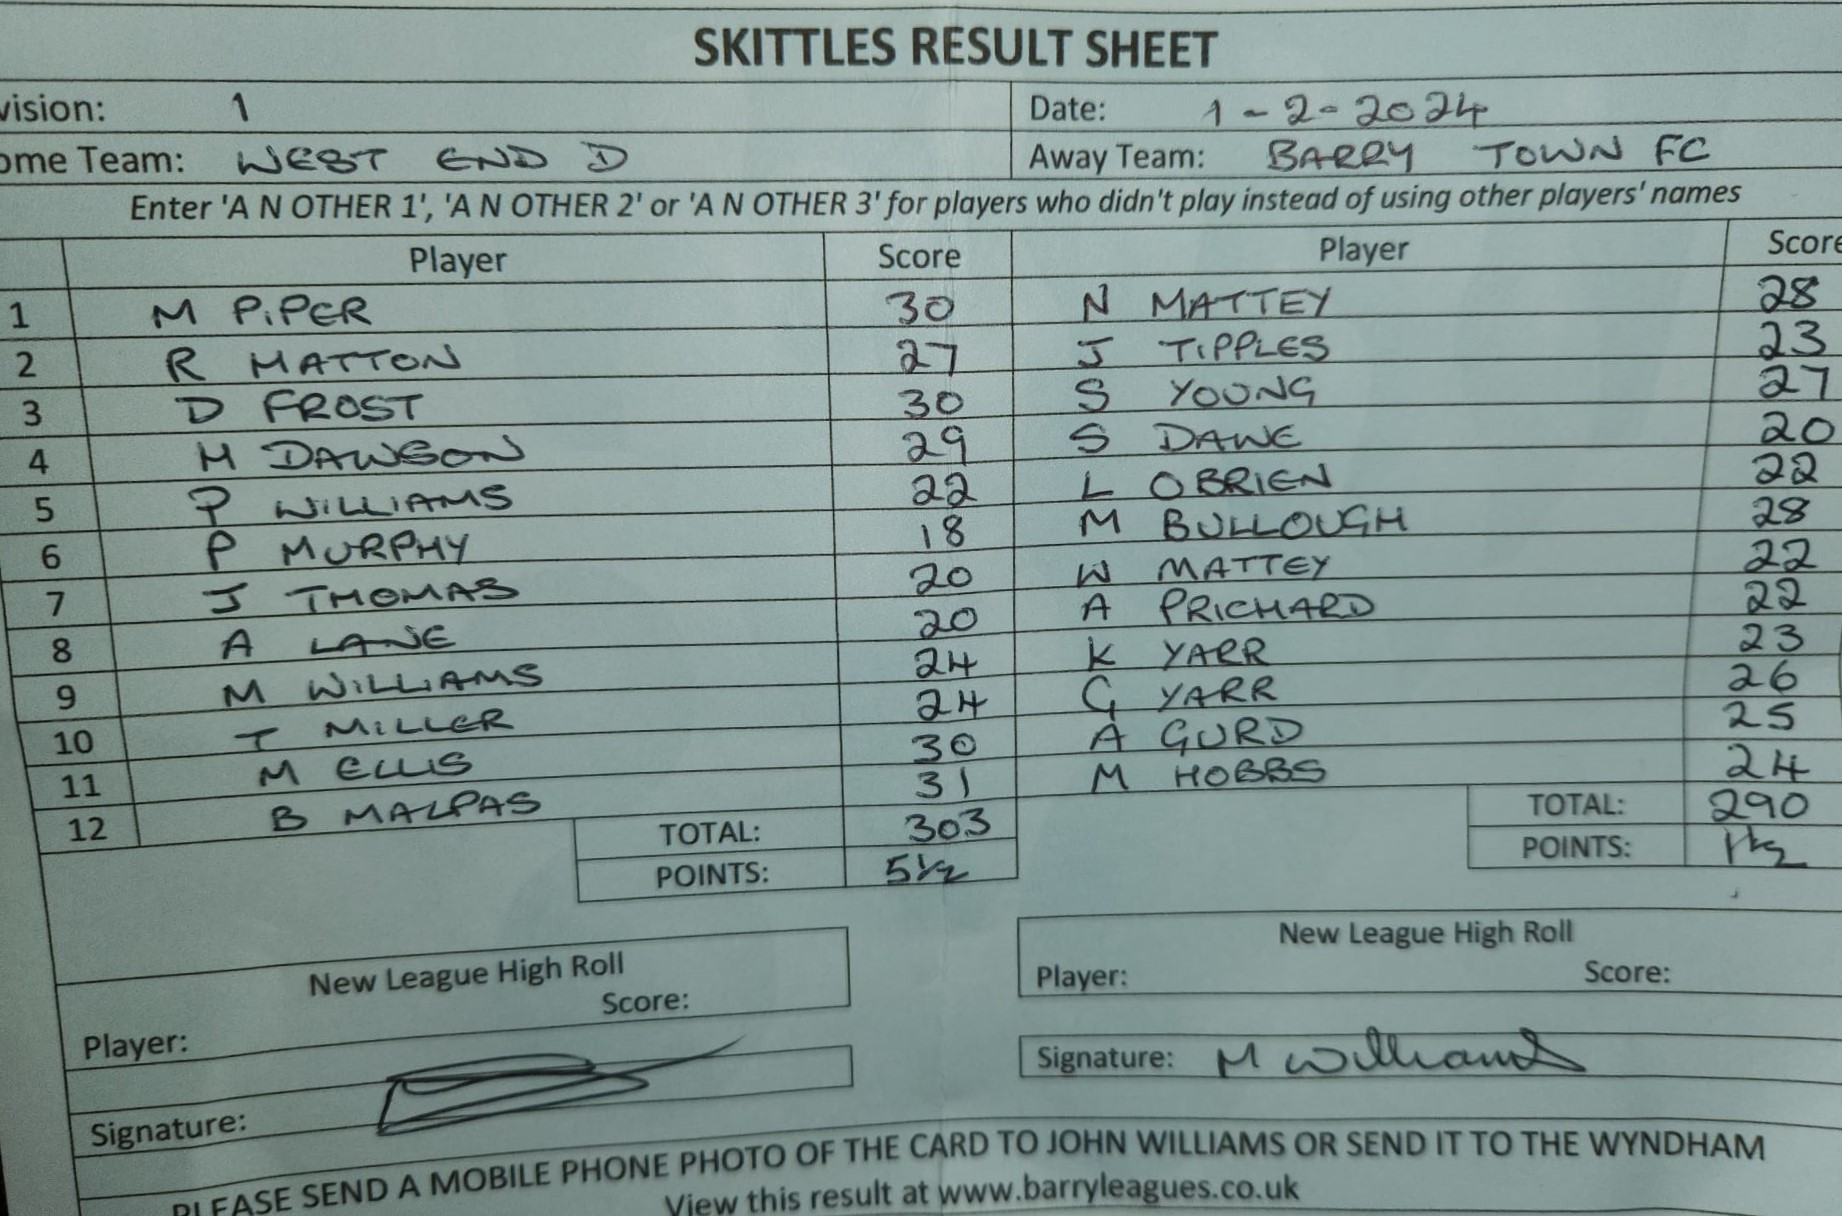 SKITTLES RESULT SHEET
vision: 1 Date: 1-2-2024
ome Team: WEST END D Away Team: BARRY TOWN FC
Enter 'A N OTHER 1', 'A N OTHER 2' or 'A N OTHER 3' for players who didn't play instead of using other players' names
Player Score Player Score
1 M PIPER 30 N MATTEY 28
2 R HATTON 27 J TIPPLES 23
3 D FROST 30 S YOUNG 27
4 H DAWSON 29 S DAWE 20
5 P WILLIAMS 22 L OBRIEN 22
6 P MURPHY 18 M BULLOUGH 28
7 J THOMAS 20 W MATTEY 22
8 A LANE 20 A PRICHARD 22
9 M WILLIAMS 24 K YARR 23
10 T MILLER 24 G YARR 26
11 M ELLIS 30 A GURD 25
12 B MALPAS 31 M HOBBS 24
TOTAL: 303 TOTAL: 290
POINTS: 5½ POINTS: 1½
New League High Roll New League High Roll
Player: Score: Player: Score:
Signature: Signature: M Williams
PLEASE SEND A MOBILE PHONE PHOTO OF THE CARD TO JOHN WILLIAMS OR SEND IT TO THE WYNDHAM
View this result at www.barryleagues.co.uk